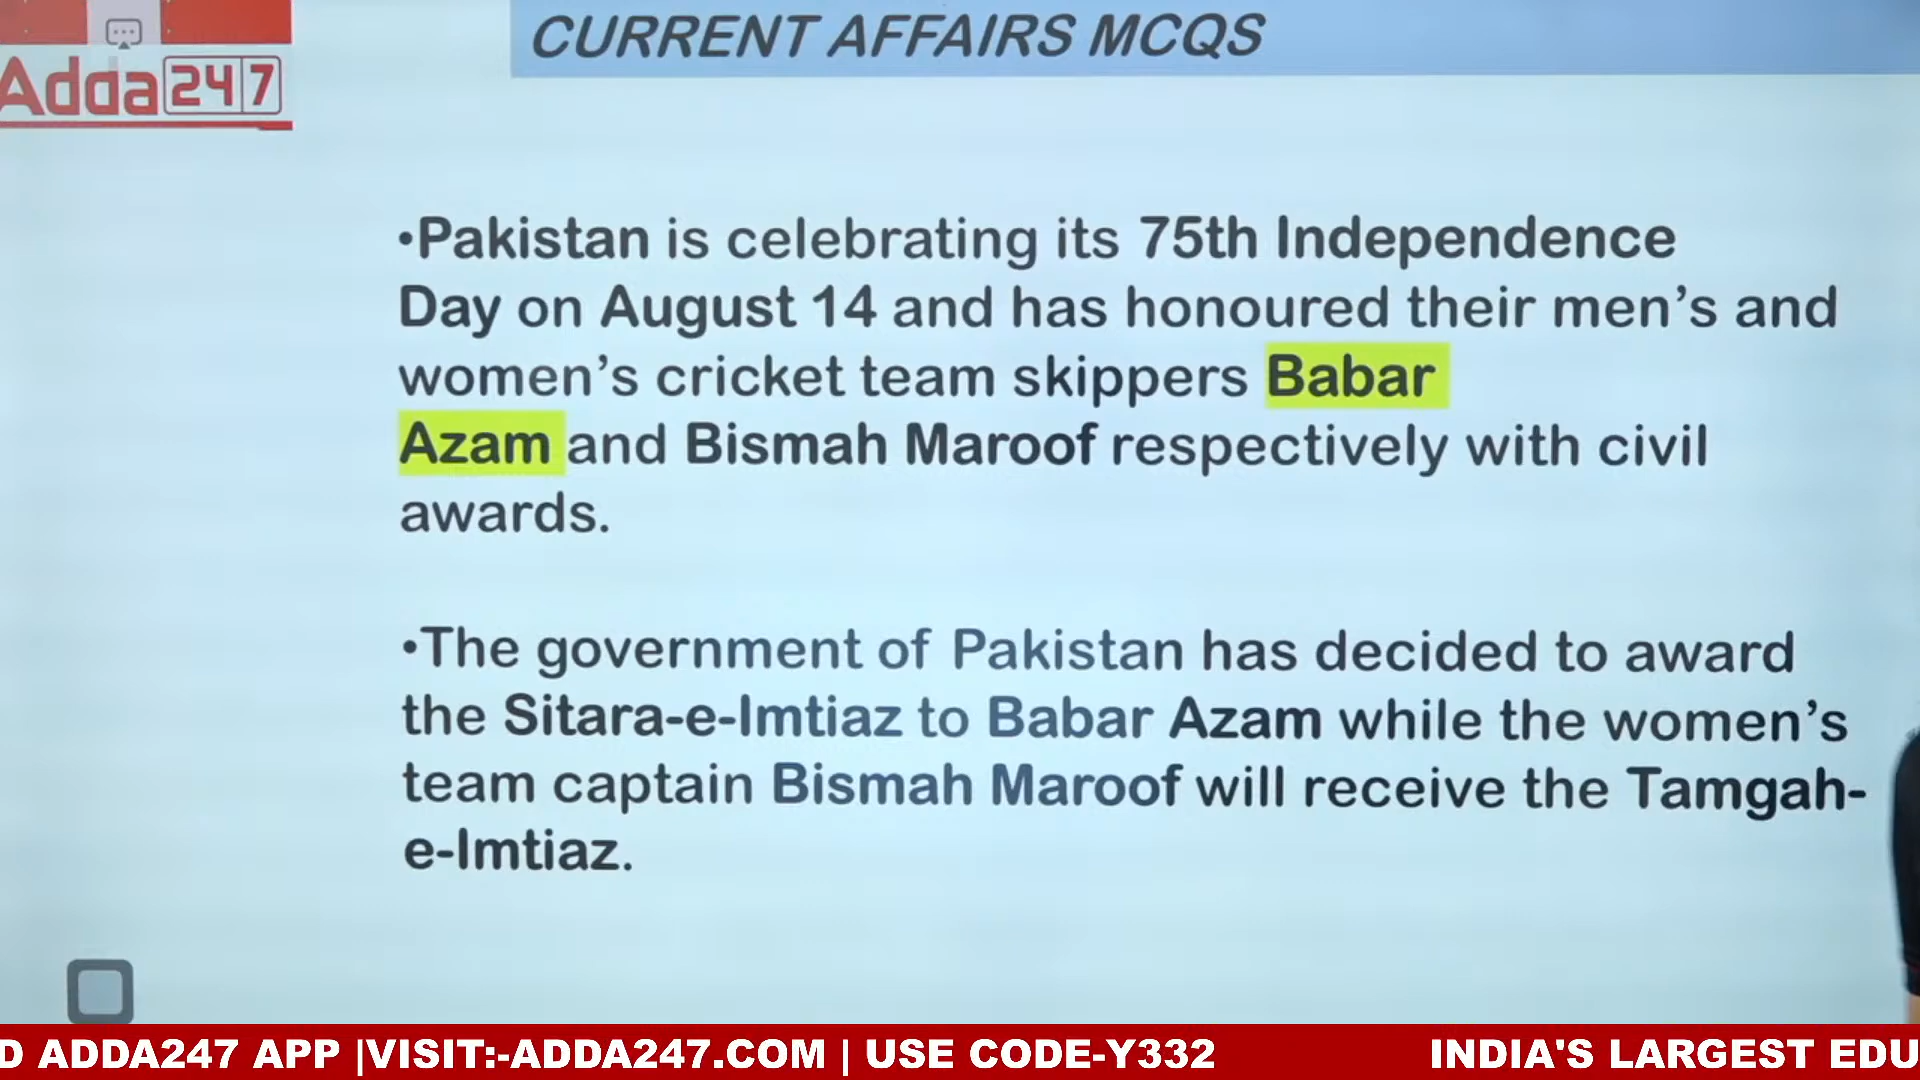 CURRENT AFFAIRS MCQS
Adda247
•Pakistan is celebrating its 75th Independence
Day on August 14 and has honoured their men’s and
women’s cricket team skippers Babar
Azam and Bismah Maroof respectively with civil
awards.
•The government of Pakistan has decided to award
the Sitara-e-Imtiaz to Babar Azam while the women’s
team captain Bismah Maroof will receive the Tamgah-
e-Imtiaz.
D ADDA247 APP |VISIT:-ADDA247.COM | USE CODE-Y332 INDIA'S LARGEST EDU